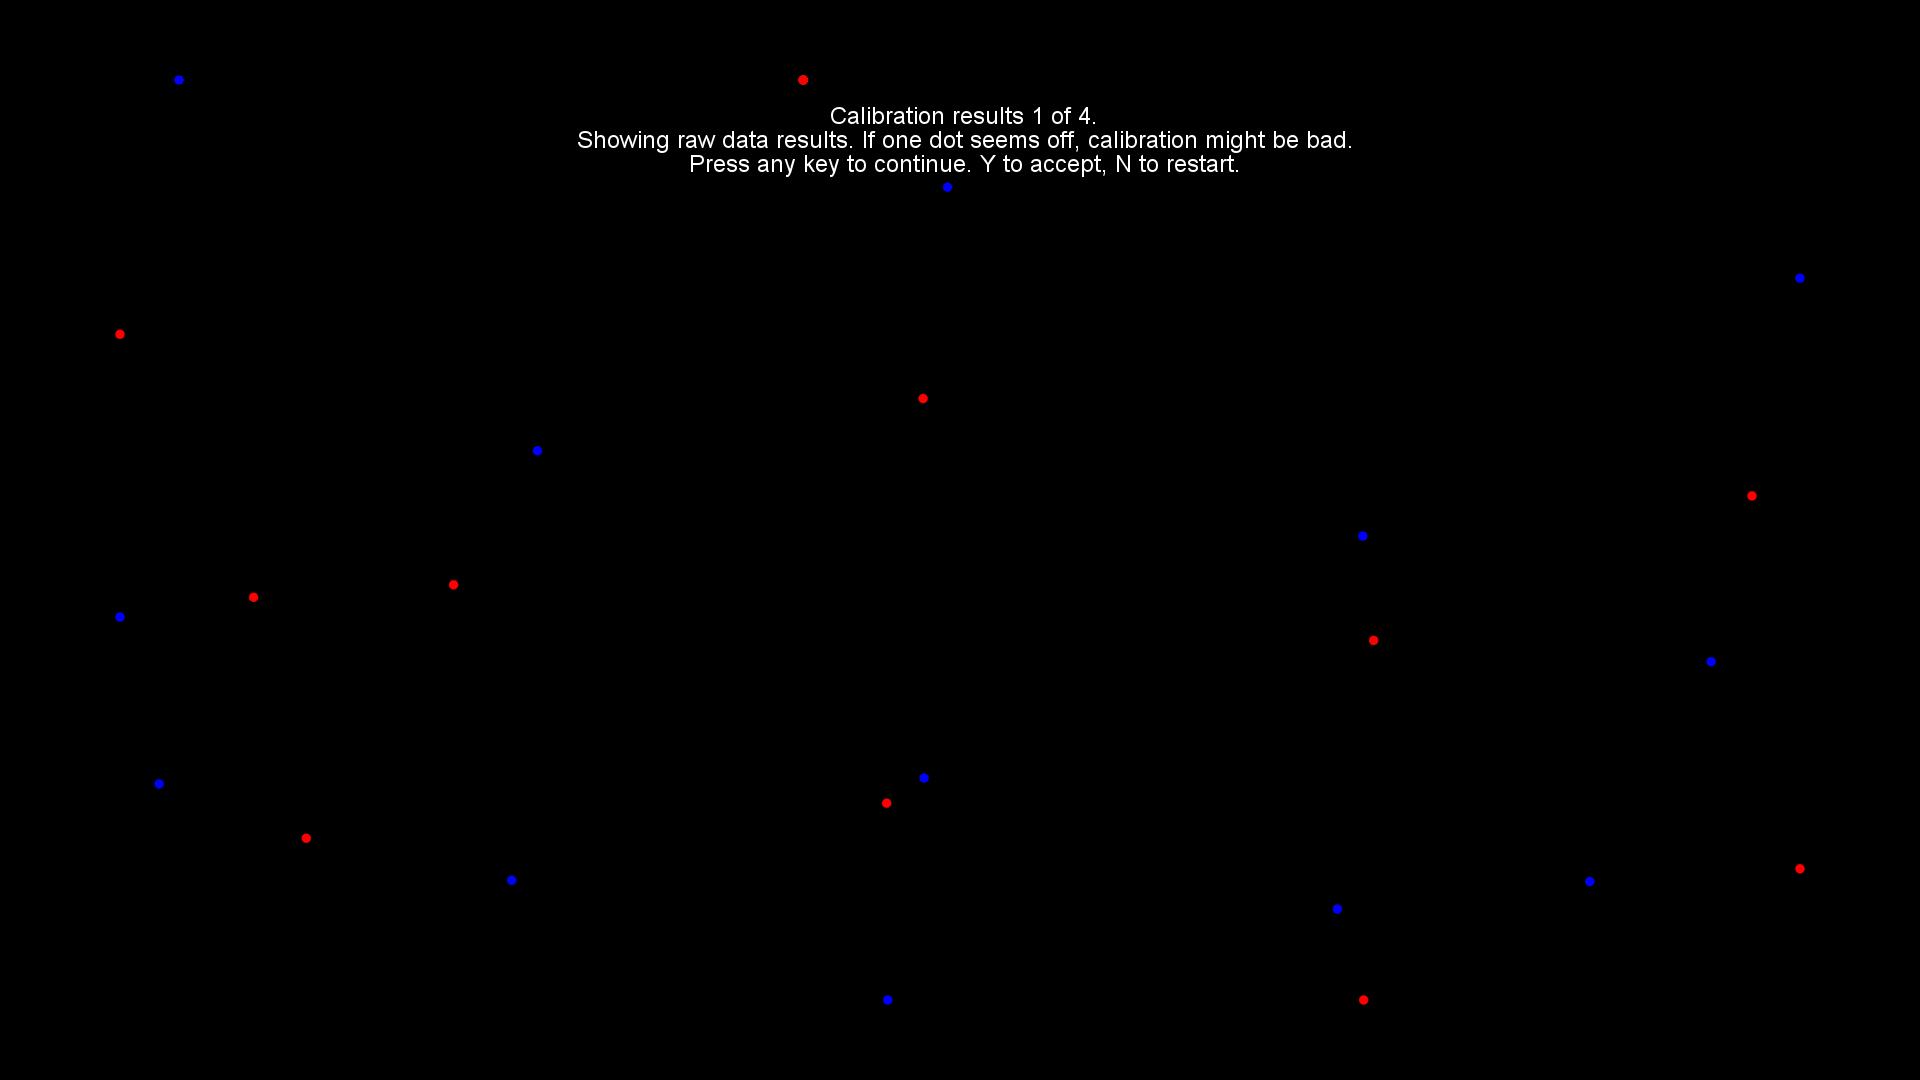 Calibration results 1 of 4.
Showing raw data results. If one dot seems off, calibration might be bad.
Press any key to continue. Y to accept, N to restart.